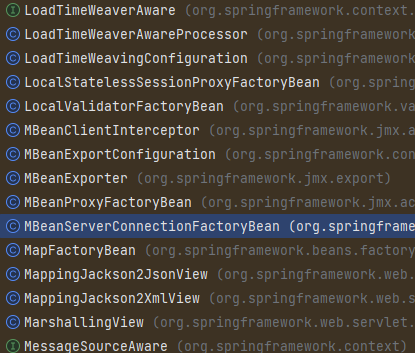 I LoadTimeWeaverAware (org.springframework.context.
C LoadTimeWeaverAwareProcessor (org.springframework
C LoadTimeWeavingConfiguration (org.springframework
C LocalStatelessSessionProxyFactoryBean (org.spring
C LocalValidatorFactoryBean (org.springframework.va
C MBeanClientInterceptor (org.springframework.jmx.a
C MBeanExportConfiguration (org.springframework.con
C MBeanExporter (org.springframework.jmx.export)
C MBeanProxyFactoryBean (org.springframework.jmx.ac
C MBeanServerConnectionFactoryBean (org.springframe
C MapFactoryBean (org.springframework.beans.factory
C MappingJackson2JsonView (org.springframework.web.
C MappingJackson2XmlView (org.springframework.web.s
C MarshallingView (org.springframework.web.servlet.
I MessageSourceAware (org.springframework.context)